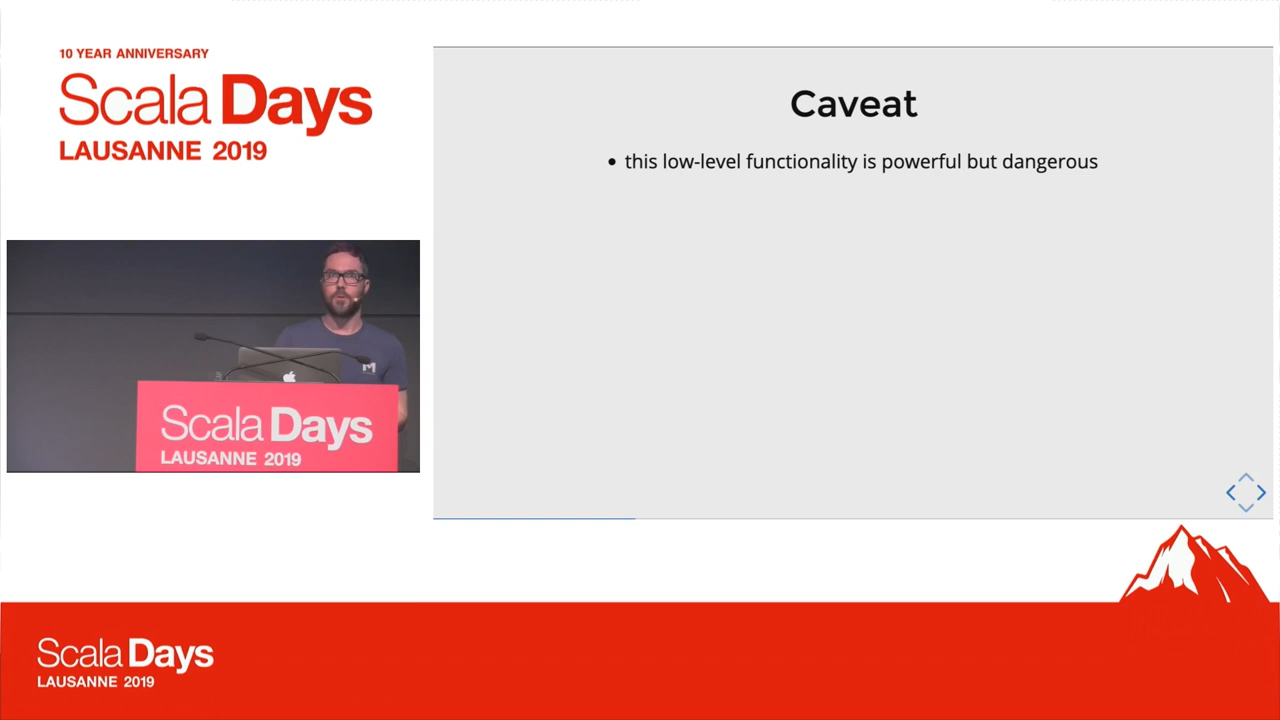 10 YEAR ANNIVERSARY
Scala Days
LAUSANNE 2019
Caveat
• this low-level functionality is powerful but dangerous
Scala Days
LAUSANNE 2019
Scala Days
LAUSANNE 2019